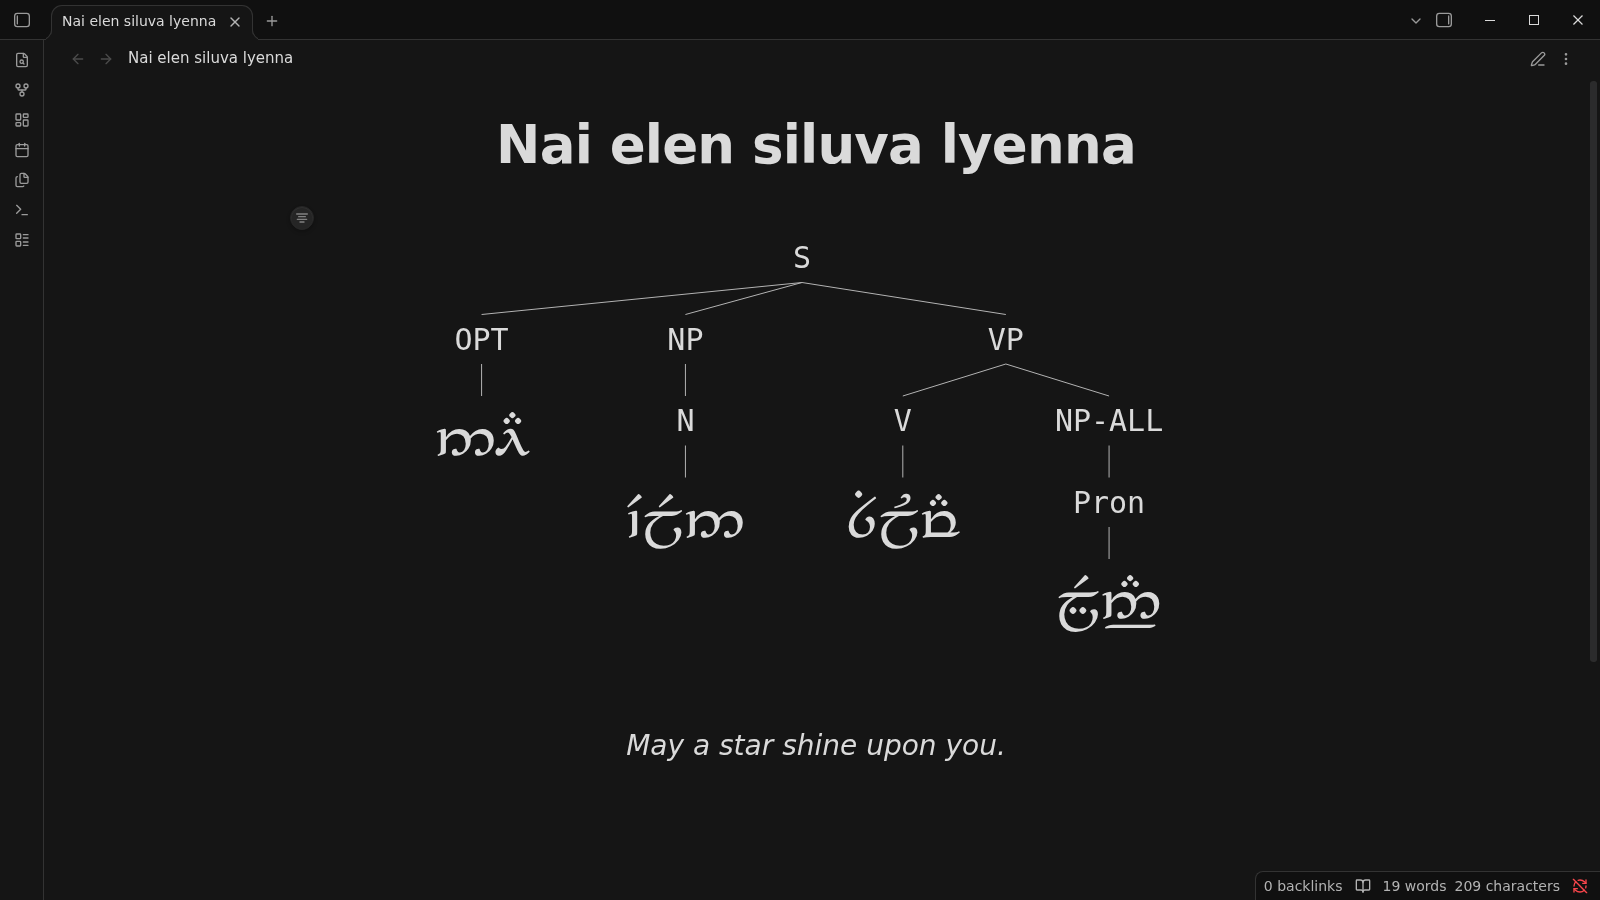 Nai elen siluva lyenna
Nai elen siluva lyenna
Nai elen siluva lyenna
S
OPT NP VP
N V NP-ALL
Pron
May a star shine upon you.
0 backlinks 19 words 209 characters